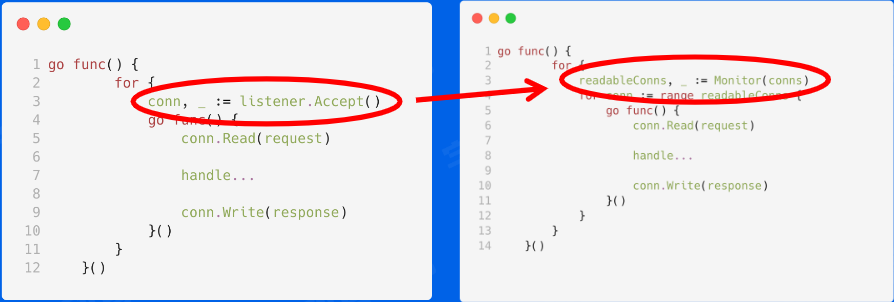 1 go func() {
2 for {
3 conn, _ := listener.Accept()
4 go func() {
5 conn.Read(request)
6
7 handle...
8
9 conn.Write(response)
10 }()
11 }
12 }()
1 go func() {
2 for {
3 readableConns, _ := Monitor(conns)
4 for conn := range readableConns {
5 go func() {
6 conn.Read(request)
7
8 handle...
9
10 conn.Write(response)
11 }()
12 }
13 }
14 }()